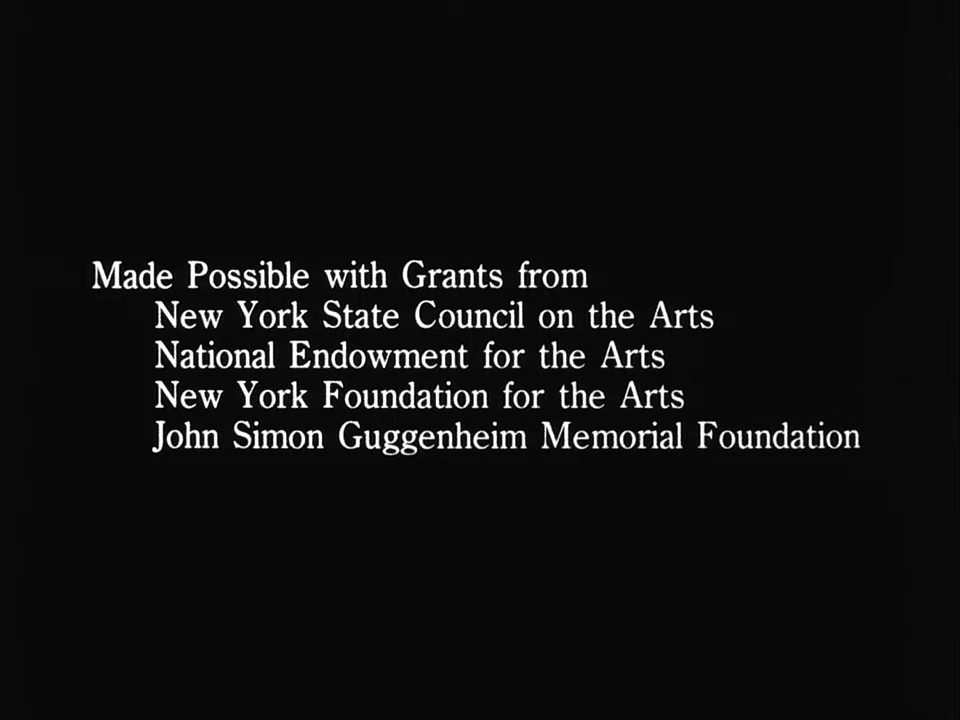 Made Possible with Grants from
New York State Council on the Arts
National Endowment for the Arts
New York Foundation for the Arts
John Simon Guggenheim Memorial Foundation